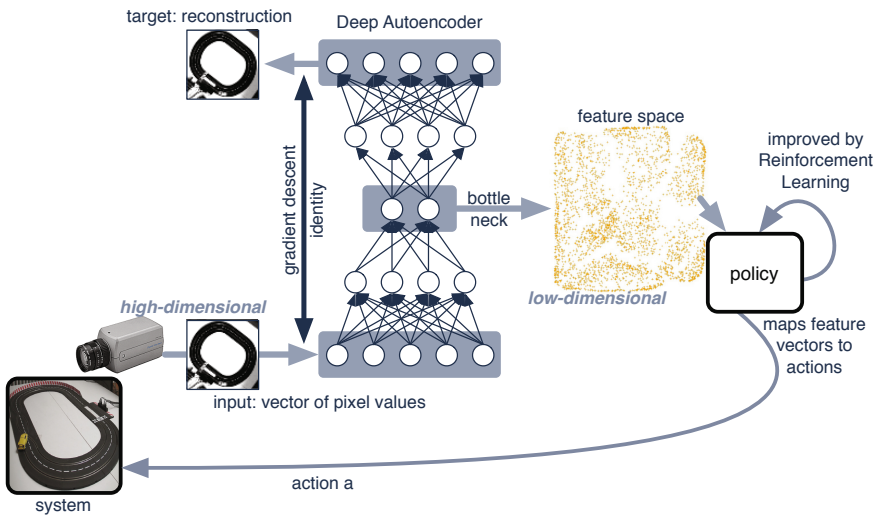 target: reconstruction
Deep Autoencoder
gradient descent
identity
bottle
neck
feature space
low-dimensional
improved by
Reinforcement
Learning
policy
maps feature
vectors to
actions
high-dimensional
input: vector of pixel values
action a
system